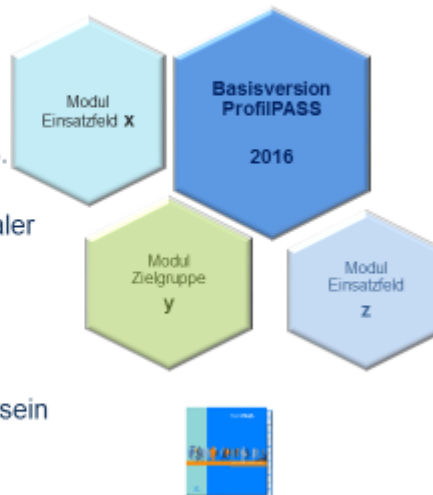 Modul
Einsatzfeld x
Basisversion
ProfilPASS
2016
aler
Modul
Zielgruppe
y
Modul
Einsatzfeld
z
sein